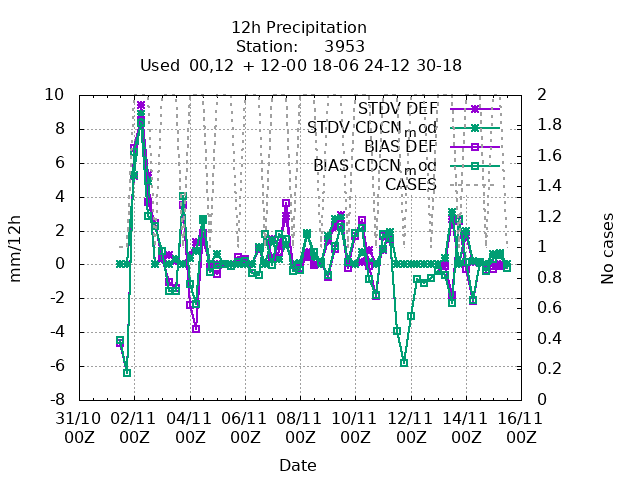 12h Precipitation
Station: 3953
Used 00,12 + 12-00 18-06 24-12 30-18
10 2
8 1.8
6 1.6
4 1.4
2 1.2
0 1
-2 0.8
-4 0.6
-6 0.4
-8 0.2
0
mm/12h
No cases
STDV DEF
STDV CDCNmod
BIAS DEF
BIAS CDCNmod
CASES
31/10 02/11 04/11 06/11 08/11 10/11 12/11 14/11 16/11
00Z 00Z 00Z 00Z 00Z 00Z 00Z 00Z 00Z
Date